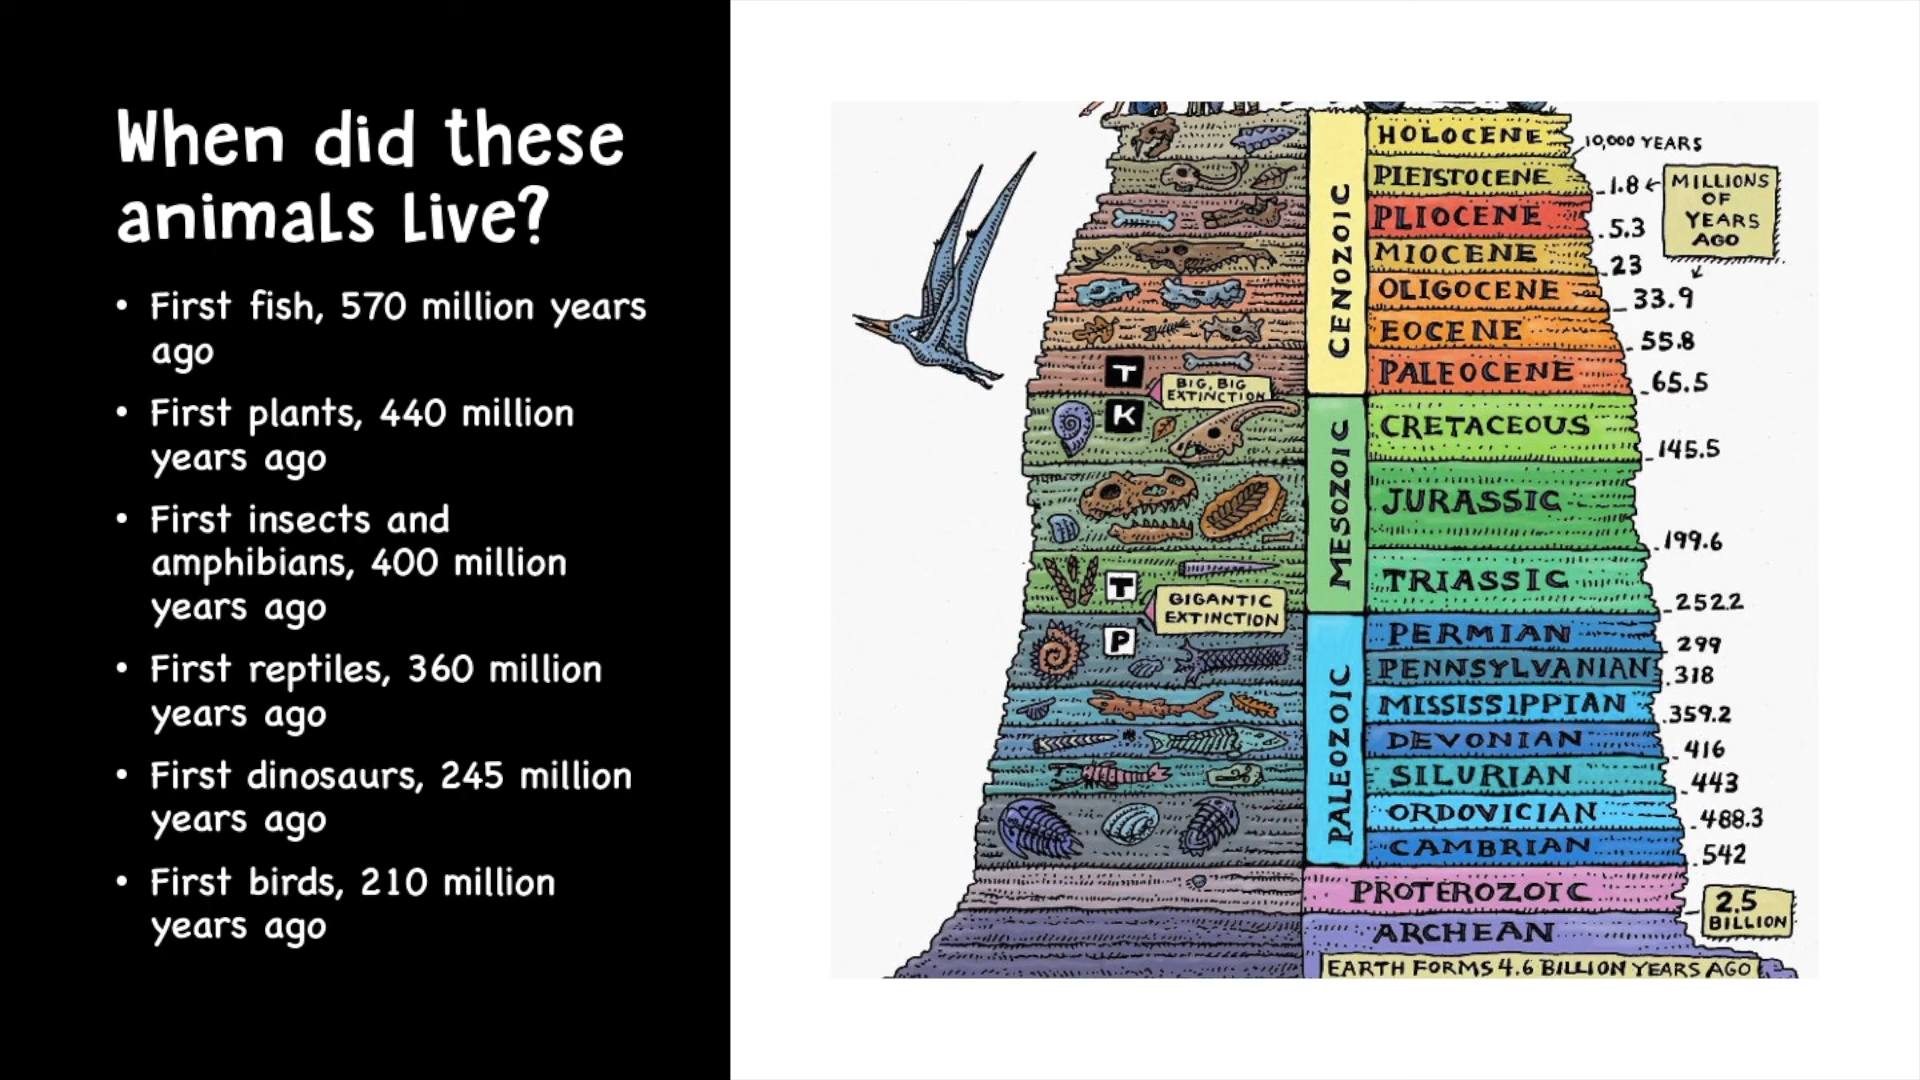 When did these
animals live?
• First fish, 570 million years
ago
• First plants, 440 million
years ago
• First insects and
amphibians, 400 million
years ago
• First reptiles, 360 million
years ago
• First dinosaurs, 245 million
years ago
• First birds, 210 million
years ago
CENOZOIC
HOLOCENE
10,000 YEARS
PLEISTOCENE
1.8
MILLIONS
OF
YEARS
AGO
PLIOCENE
5.3
MIOCENE
23
OLIGOCENE
33.9
EOCENE
55.8
PALEOCENE
65.5
T
BIG, BIG
EXTINCTION
K
MESOZOIC
CRETACEOUS
145.5
JURASSIC
199.6
TRIASSIC
252.2
T
GIGANTIC
EXTINCTION
P
PALEOZOIC
PERMIAN
299
PENNSYLVANIAN
318
MISSISSIPPIAN
359.2
DEVONIAN
416
SILURIAN
443
ORDOVICIAN
488.3
CAMBRIAN
542
PROTEROZOIC
2.5
BILLION
ARCHEAN
EARTH FORMS 4.6 BILLION YEARS AGO